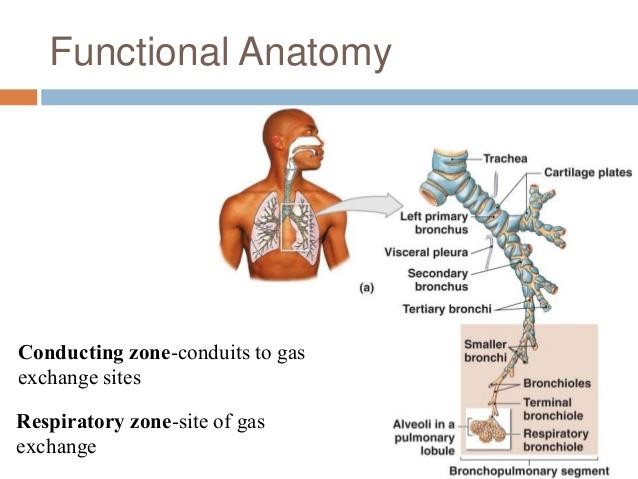 Functional Anatomy
Trachea
Cartilage plates
Left primary
bronchus
Visceral pleura
Secondary
bronchus
(a)
Tertiary bronchi
Conducting zone-conduits to gas
exchange sites
Respiratory zone-site of gas
exchange
Smaller
bronchi
Bronchioles
Terminal
bronchiole
Alveoli in a
pulmonary
lobule
Respiratory
bronchiole
Bronchopulmonary segment